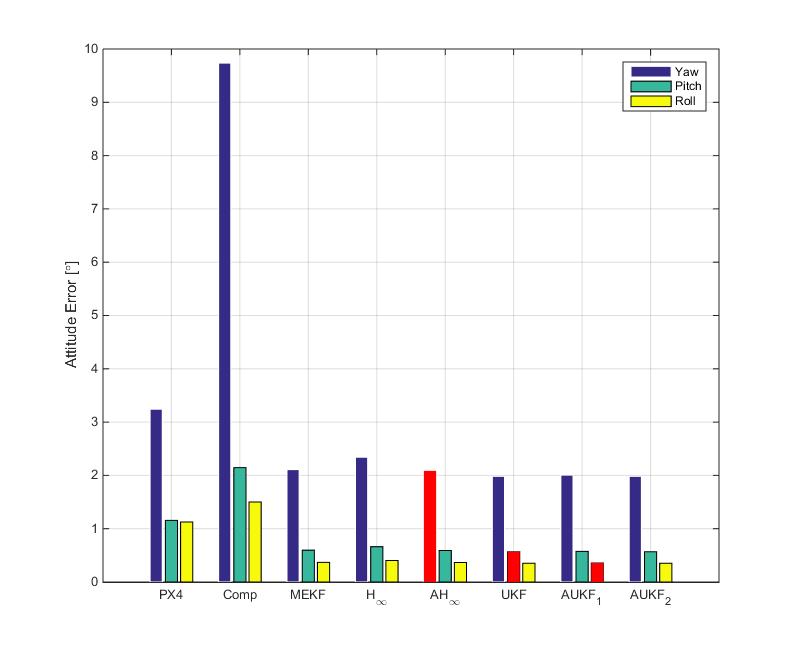 10
9
8
7
6
5
4
3
2
1
0
Attitude Error [°]
Yaw
Pitch
Roll
PX4 Comp MEKF H∞ AH∞ UKF AUKF₁ AUKF₂